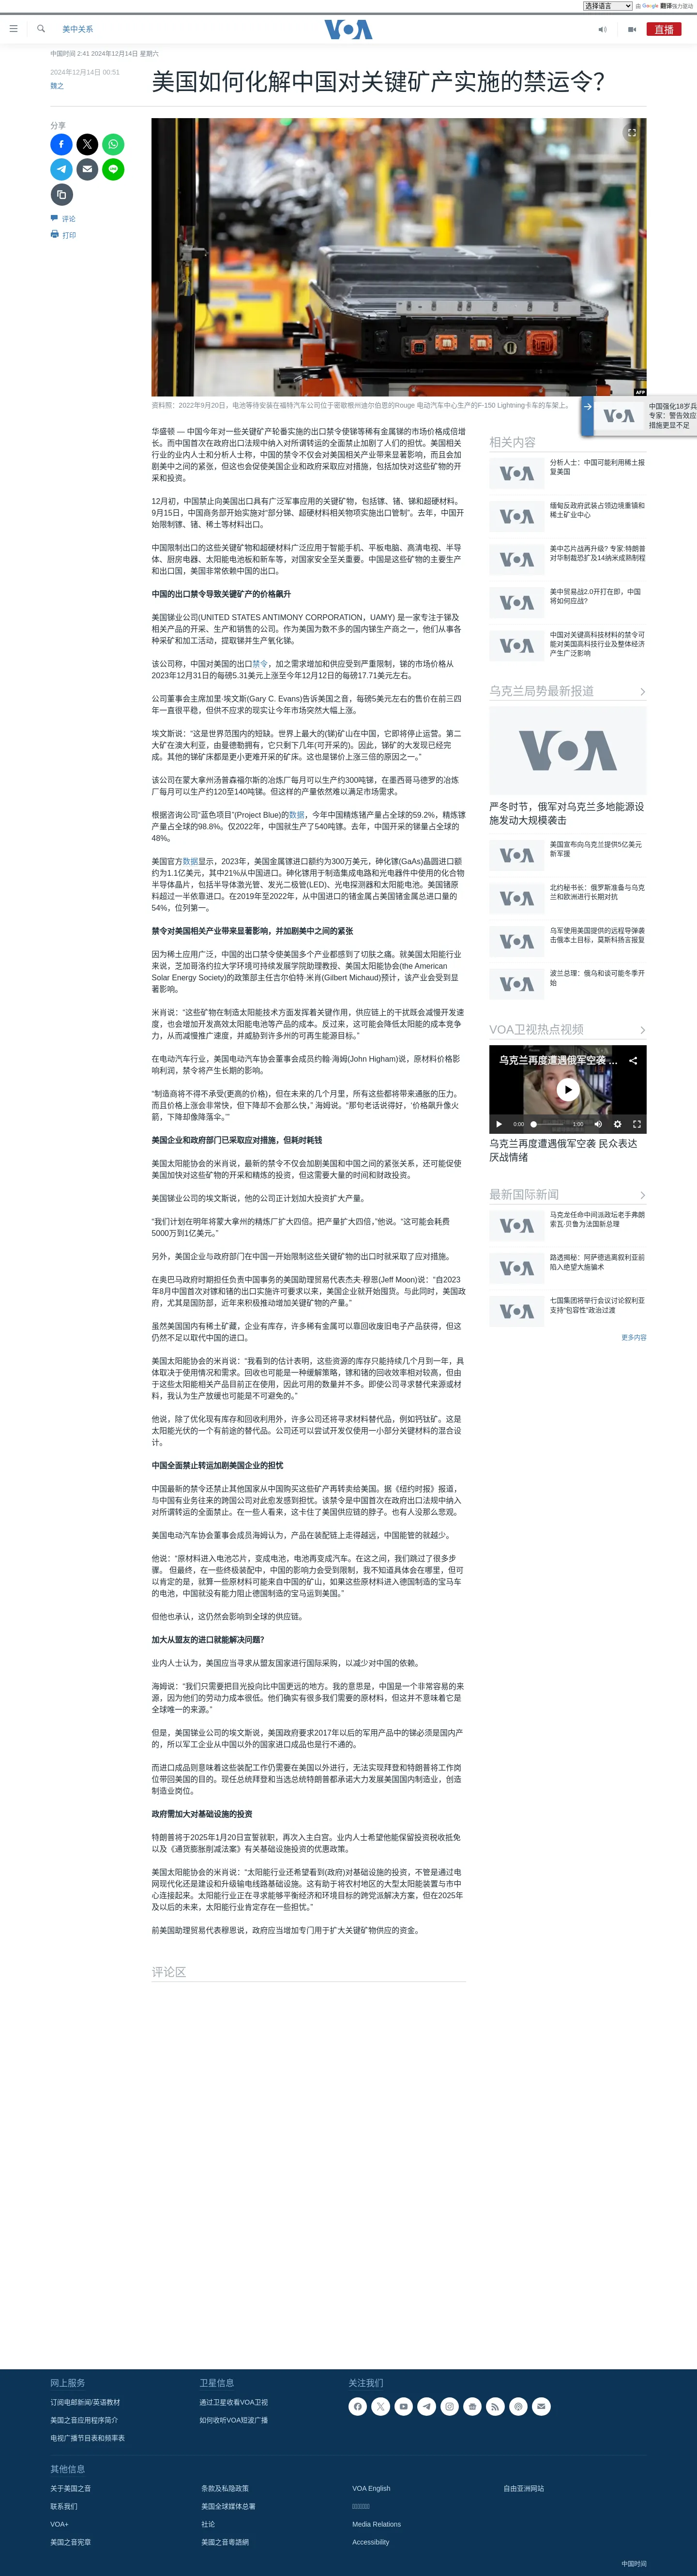 选择语言
由 Google 翻译强力驱动
美中关系
VOA
直播
中国时间 2:41 2024年12月14日 星期六
2024年12月14日 00:51
魏之
美国如何化解中国对关键矿产实施的禁运令?
分享
评论
打印
AFP
资料照：2022年9月20日，电池等待安装在福特汽车公司位于密歇根州迪尔伯恩的Rouge 电动汽车中心生产的F-150 Lightning卡车的车架上。
中国强化18岁兵
专家：警告效应
措施更显不足
华盛顿 — 中国今年对一些关键矿产轮番实施的出口禁令使锑等稀有金属锑的市场价格成倍增长。而中国首次在政府出口法规中纳入对所谓转运的全面禁止加剧了人们的担忧。美国相关行业的业内人士和分析人士称，中国的禁令不仅会对美国相关产业带来显著影响，而且会加剧美中之间的紧张，但这也会促使美国企业和政府采取应对措施，包括加快对这些矿物的开采和投资。
12月初，中国禁止向美国出口具有广泛军事应用的关键矿物，包括镓、锗、锑和超硬材料。9月15日，中国商务部开始实施对“部分锑、超硬材料相关物项实施出口管制”。去年，中国开始限制镓、锗、稀土等材料出口。
中国限制出口的这些关键矿物和超硬材料广泛应用于智能手机、平板电脑、高清电视、半导体、厨房电器、太阳能电池板和新车等，对国家安全至关重要。中国是这些关键矿物的生产和出口国，美国非常依赖中国的出口。
中国的出口禁令导致关键矿产的价格飙升
美国锑业公司(UNITED STATES ANTIMONY CORPORATION，UAMY) 是一家专注于锑及相关产品的开采、生产和销售的公司。作为美国为数不多的国内锑生产商之一，他们从事各种采矿和加工活动，提取锑并生产氧化锑。
该公司称，中国对美国的出口禁令，加之需求增加和供应受到严重限制，锑的市场价格从2023年12月31日的每磅5.31美元上涨至今年12月12日的每磅17.71美元左右。
公司董事会主席加里·埃文斯(Gary C. Evans)告诉美国之音，每磅5美元左右的售价在前三四年一直很平稳，但供不应求的现实让今年市场突然大幅上涨。
埃文斯说：“这是世界范围内的短缺。世界上最大的(锑)矿山在中国，它即将停止运营。第二大矿在澳大利亚，由曼德勒拥有，它只剩下几年(可开采的)。因此，锑矿的大发现已经完成。其他的锑矿床都是更小更难开采的矿床。这也是锑价上涨三倍的原因之一。”
该公司在蒙大拿州汤普森福尔斯的冶炼厂每月可以生产约300吨锑，在墨西哥马德罗的冶炼厂每月可以生产约120至140吨锑。但这样的产量依然难以满足市场需求。
根据咨询公司“蓝色项目”(Project Blue)的数据，今年中国精炼锗产量占全球的59.2%，精炼镓产量占全球的98.8%。仅2022年，中国就生产了540吨镓。去年，中国开采的锑量占全球的48%。
美国官方数据显示，2023年，美国金属镓进口额约为300万美元，砷化镓(GaAs)晶圆进口额约为1.1亿美元，其中21%从中国进口。砷化镓用于制造集成电路和光电器件中使用的化合物半导体晶片，包括半导体激光管、发光二极管(LED)、光电探测器和太阳能电池。美国锗原料超过一半依靠进口。在2019年至2022年，从中国进口的锗金属占美国锗金属总进口量的54%，位列第一。
禁令对美国相关产业带来显著影响，并加剧美中之间的紧张
因为稀土应用广泛，中国的出口禁令使美国多个产业都感到了切肤之痛。就美国太阳能行业来说，芝加哥洛约拉大学环境可持续发展学院助理教授、美国太阳能协会(the American Solar Energy Society)的政策部主任吉尔伯特·米肖(Gilbert Michaud)预计，该产业会受到显著影响。
米肖说：“这些矿物在制造太阳能技术方面发挥着关键作用，供应链上的干扰既会减慢开发速度，也会增加开发高效太阳能电池等产品的成本。反过来，这可能会降低太阳能的成本竞争力，从而减慢推广速度，并威胁到许多州的可再生能源目标。”
在电动汽车行业，美国电动汽车协会董事会成员约翰·海姆(John Higham)说，原材料价格影响利润，禁令将产生长期的影响。
“制造商将不得不承受(更高的价格)，但在未来的几个月里，所有这些都将带来通胀的压力。而且价格上涨会非常快，但下降却不会那么快，” 海姆说。“那句老话说得好，‘价格飙升像火箭，下降却像降落伞。’”
美国企业和政府部门已采取应对措施，但耗时耗钱
美国太阳能协会的米肖说，最新的禁令不仅会加剧美国和中国之间的紧张关系，还可能促使美国加快对这些矿物的开采和精炼的投资，但这需要大量的时间和财政投资。
美国锑业公司的埃文斯说，他的公司正计划加大投资扩大产量。
“我们计划在明年将蒙大拿州的精炼厂扩大四倍。把产量扩大四倍，”他说。“这可能会耗费5000万到1亿美元。”
另外，美国企业与政府部门在中国一开始限制这些关键矿物的出口时就采取了应对措施。
在奥巴马政府时期担任负责中国事务的美国助理贸易代表杰夫·穆恩(Jeff Moon)说：“自2023年8月中国首次对镓和锗的出口实施许可要求以来，美国企业就开始囤货。与此同时，美国政府，尤其是国防部，近年来积极推动增加关键矿物的产量。”
虽然美国国内有稀土矿藏，企业有库存，许多稀有金属可以靠回收废旧电子产品获得，但这仍然不足以取代中国的进口。
美国太阳能协会的米肖说：“我看到的估计表明，这些资源的库存只能持续几个月到一年，具体取决于使用情况和需求。回收也可能是一种缓解策略，镓和锗的回收效率相对较高，但由于这些太阳能相关产品目前正在使用，因此可用的数量并不多。即使公司寻求替代来源或材料，我认为生产放缓也可能是不可避免的。”
他说，除了优化现有库存和回收利用外，许多公司还将寻求材料替代品，例如钙钛矿。这是太阳能光伏的一个有前途的替代品。公司还可以尝试开发仅使用一小部分关键材料的混合设计。
中国全面禁止转运加剧美国企业的担忧
中国最新的禁令还禁止其他国家从中国购买这些矿产再转卖给美国。据《纽约时报》报道，与中国有业务往来的跨国公司对此愈发感到担忧。该禁令是中国首次在政府出口法规中纳入对所谓转运的全面禁止。在一些人看来，这卡住了美国供应链的脖子。也有人没那么悲观。
美国电动汽车协会董事会成员海姆认为，产品在装配链上走得越远，中国能管的就越少。
他说：“原材料进入电池芯片，变成电池，电池再变成汽车。在这之间，我们跳过了很多步骤。 但最终，在一些终极装配中，中国的影响力会受到限制，我不知道具体会在哪里，但可以肯定的是，就算一些原材料可能来自中国的矿山，如果这些原材料进入德国制造的宝马车的电池，中国就没有能力阻止德国制造的宝马运到美国。”
但他也承认，这仍然会影响到全球的供应链。
加大从盟友的进口就能解决问题？
业内人士认为，美国应当寻求从盟友国家进行国际采购，以减少对中国的依赖。
海姆说：“我们只需要把目光投向比中国更远的地方。我的意思是，中国是一个非常容易的来源，因为他们的劳动力成本很低。他们确实有很多我们需要的原材料，但这并不意味着它是全球唯一的来源。”
但是，美国锑业公司的埃文斯说，美国政府要求2017年以后的军用产品中的锑必须是国内产的，所以军工企业从中国以外的国家进口成品也是行不通的。
而进口成品则意味着这些装配工作仍需要在美国以外进行，无法实现拜登和特朗普将工作岗位带回美国的目的。现任总统拜登和当选总统特朗普都承诺大力发展美国国内制造业，创造制造业岗位。
政府需加大对基础设施的投资
特朗普将于2025年1月20日宣誓就职，再次入主白宫。业内人士希望他能保留投资税收抵免以及《通货膨胀削减法案》有关基础设施投资的优惠政策。
美国太阳能协会的米肖说：“太阳能行业还希望看到(政府)对基础设施的投资，不管是通过电网现代化还是建设和升级输电线路基础设施。这有助于将农村地区的大型太阳能装置与市中心连接起来。太阳能行业正在寻求能够平衡经济和环境目标的跨党派解决方案，但在2025年及以后的未来，太阳能行业肯定存在一些担忧。”
前美国助理贸易代表穆恩说，政府应当增加专门用于扩大关键矿物供应的资金。
评论区
相关内容
分析人士：中国可能利用稀土报复美国
缅甸反政府武装占领边境重镇和稀土矿业中心
美中芯片战再升级? 专家:特朗普对华制裁恐扩及14纳米成熟制程
美中贸易战2.0开打在即，中国将如何应战?
中国对关键高科技材料的禁令可能对美国高科技行业及整体经济产生广泛影响
乌克兰局势最新报道
严冬时节，俄军对乌克兰多地能源设施发动大规模袭击
美国宣布向乌克兰提供5亿美元新军援
北约秘书长：俄罗斯准备与乌克兰和欧洲进行长期对抗
乌军使用美国提供的远程导弹袭击俄本土目标，莫斯科扬言报复
波兰总理：俄乌和谈可能冬季开始
VOA卫视热点视频
乌克兰再度遭遇俄军空袭 ...
0:00
1:00
乌克兰再度遭遇俄军空袭 民众表达厌战情绪
最新国际新闻
马克龙任命中间派政坛老手弗朗索瓦·贝鲁为法国新总理
路透揭秘：阿萨德逃离叙利亚前陷入绝望大施骗术
七国集团将举行会议讨论叙利亚 支持“包容性”政治过渡
更多内容
网上服务
订阅电邮新闻/英语教材
美国之音应用程序简介
电视广播节目表和频率表
卫星信息
通过卫星收看VOA卫视
如何收听VOA短波广播
关注我们
其他信息
关于美国之音
条款及私隐政策
VOA English
自由亚洲网站
联系我们
美国全球媒体总署
VOA+
社论
Media Relations
美国之音宪章
美國之音粵語網
Accessibility
中国时间